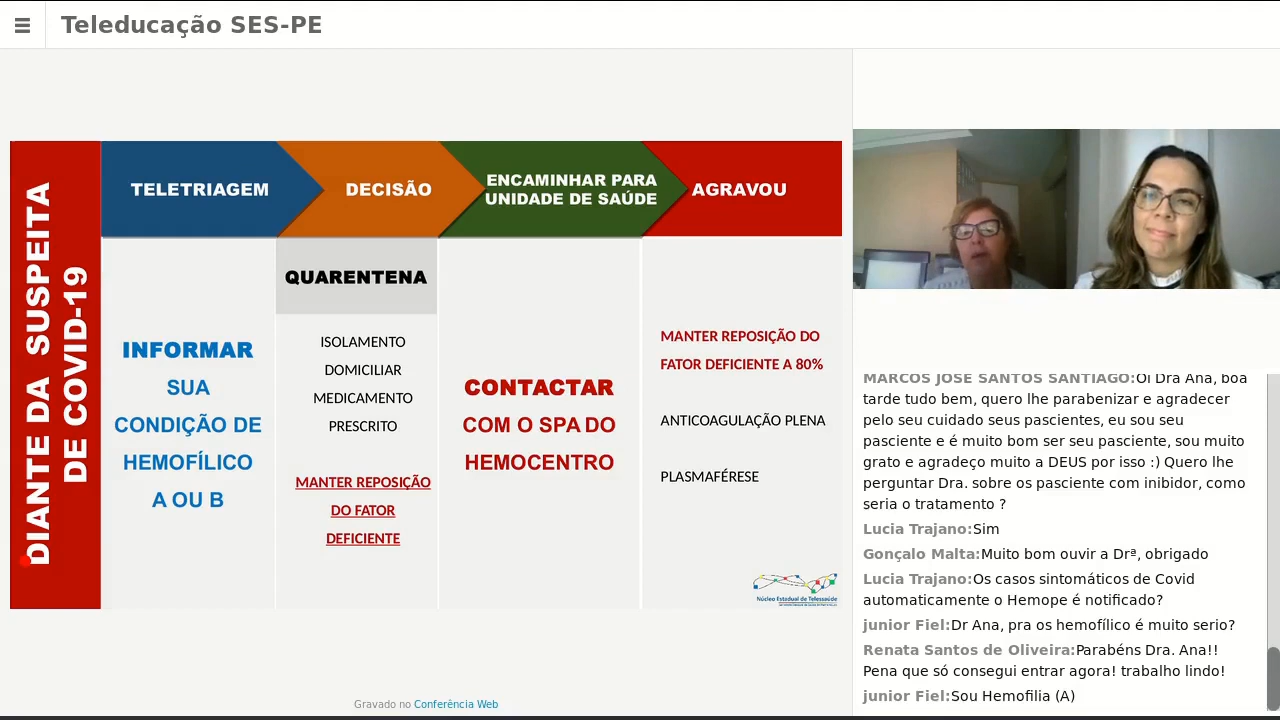 Teleducação SES-PE
DIANTE DA SUSPEITA
DE COVID-19
TELETRIAGEM
DECISÃO
ENCAMINHAR PARA
UNIDADE DE SAÚDE
AGRAVOU
INFORMAR
SUA
CONDIÇÃO DE
HEMOFÍLICO
A OU B
QUARENTENA
ISOLAMENTO
DOMICILIAR
MEDICAMENTO
PRESCRITO
MANTER REPOSIÇÃO
DO FATOR
DEFICIENTE
CONTACTAR
COM O SPA DO
HEMOCENTRO
MANTER REPOSIÇÃO DO
FATOR DEFICIENTE A 80%
ANTICOAGULAÇÃO PLENA
PLASMAFÉRESE
Núcleo Estadual de Telessaúde
Gravado no Conferência Web
MARCOS JOSE SANTOS SANTIAGO:Oi Dra Ana, boa
tarde tudo bem, quero lhe parabenizar e agradecer
pelo seu cuidado seus pascientes, eu sou seu
pasciente e é muito bom ser seu pasciente, sou muito
grato e agradeço muito a DEUS por isso :) Quero lhe
perguntar Dra. sobre os pasciente com inibidor, como
seria o tratamento ?
Lucia Trajano:Sim
Gonçalo Malta:Muito bom ouvir a Drª, obrigado
Lucia Trajano:Os casos sintomáticos de Covid
automaticamente o Hemope é notificado?
junior Fiel:Dr Ana, pra os hemofílico é muito serio?
Renata Santos de Oliveira:Parabéns Dra. Ana!!
Pena que só consegui entrar agora! trabalho lindo!
junior Fiel:Sou Hemofilia (A)